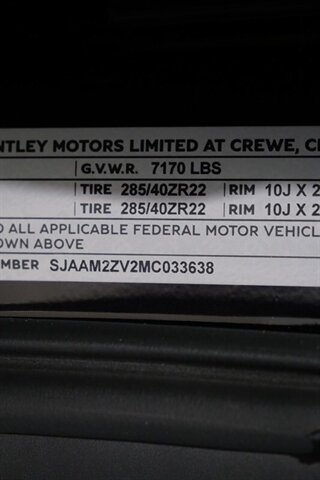 NTLEY MOTORS LIMITED AT CREWE, C
G.V.W.R. 7170 LBS
TIRE 285/40ZR22 RIM 10J X 2
TIRE 285/40ZR22 RIM 10J X 2
O ALL APPLICABLE FEDERAL MOTOR VEHICL
OWN ABOVE
MBER SJAAM2ZV2MC033638